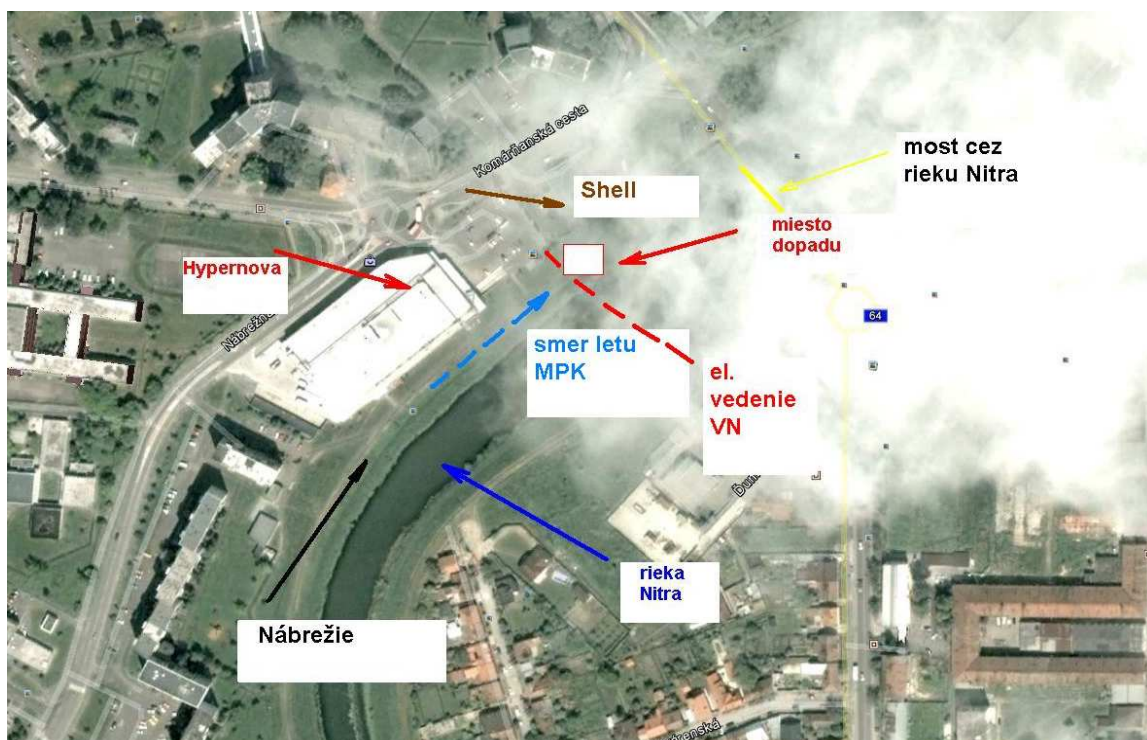 Komárňanská cesta
most cez
rieku Nitra
Shell
miesto
dopadu
Hypernova
64
smer letu
MPK
el.
vedenie
VN
rieka
Nitra
Nábrežie